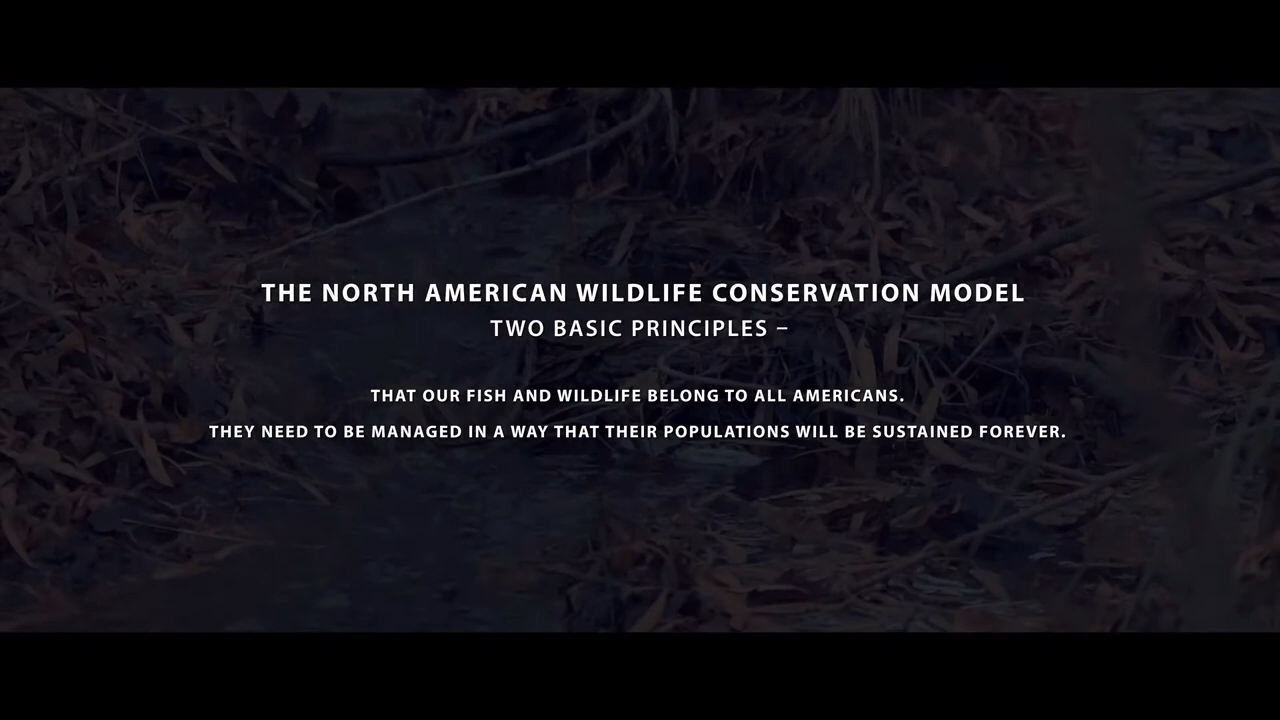 THE NORTH AMERICAN WILDLIFE CONSERVATION MODEL
TWO BASIC PRINCIPLES –
THAT OUR FISH AND WILDLIFE BELONG TO ALL AMERICANS.
THEY NEED TO BE MANAGED IN A WAY THAT THEIR POPULATIONS WILL BE SUSTAINED FOREVER.